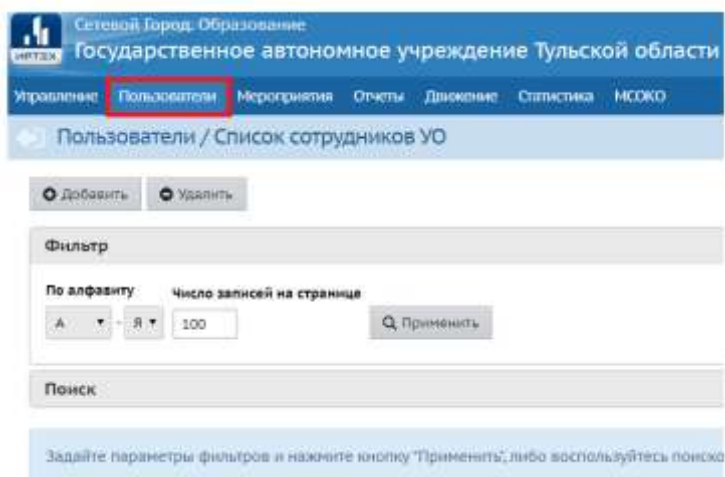 ИРТЕХ
Сетевой Город. Образование
Государственное автономное учреждение Тульской области
Управление Пользователи Мероприятия Отчеты Движение Статистика МСОКО
Пользователи / Список сотрудников УО
Добавить Удалить
Фильтр
По алфавиту Число записей на странице
А - Я 100 Применить
Поиск
Задайте параметры фильтров и нажмите кнопку "Применить", либо воспользуйтесь поиско